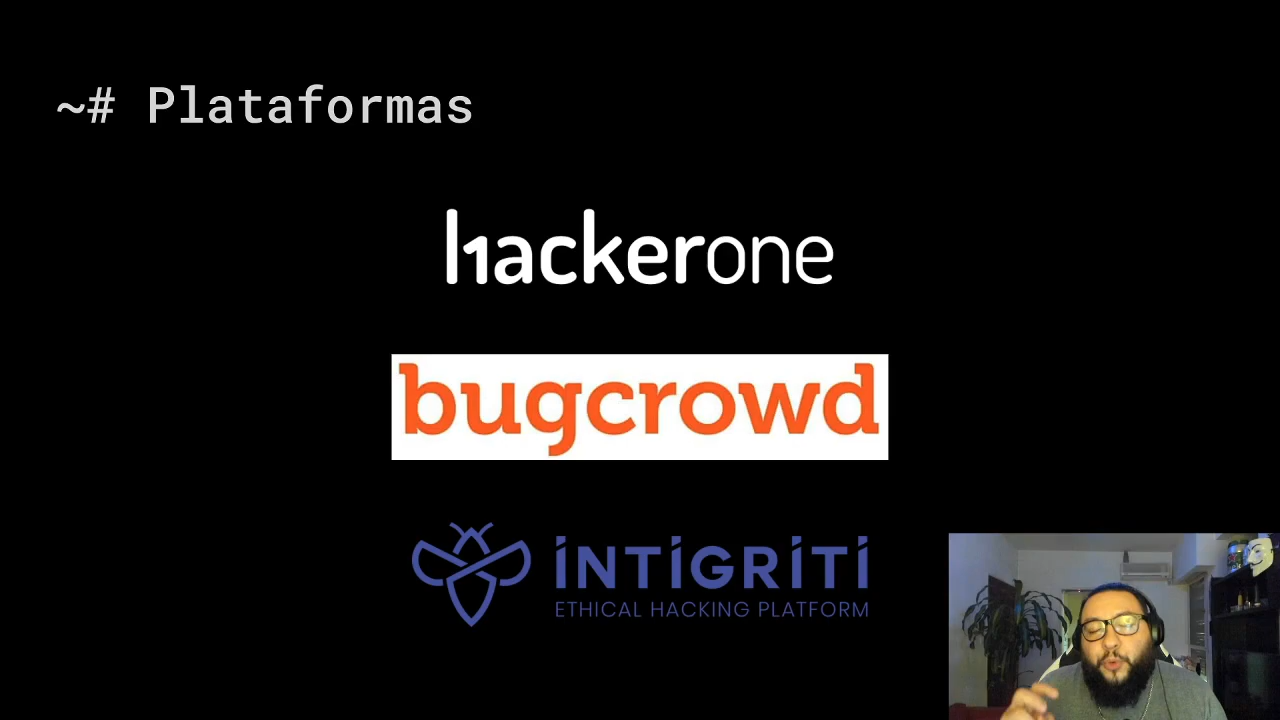 ~# Plataformas
hackerone
bugcrowd
INTIGRITI
ETHICAL HACKING PLATFORM